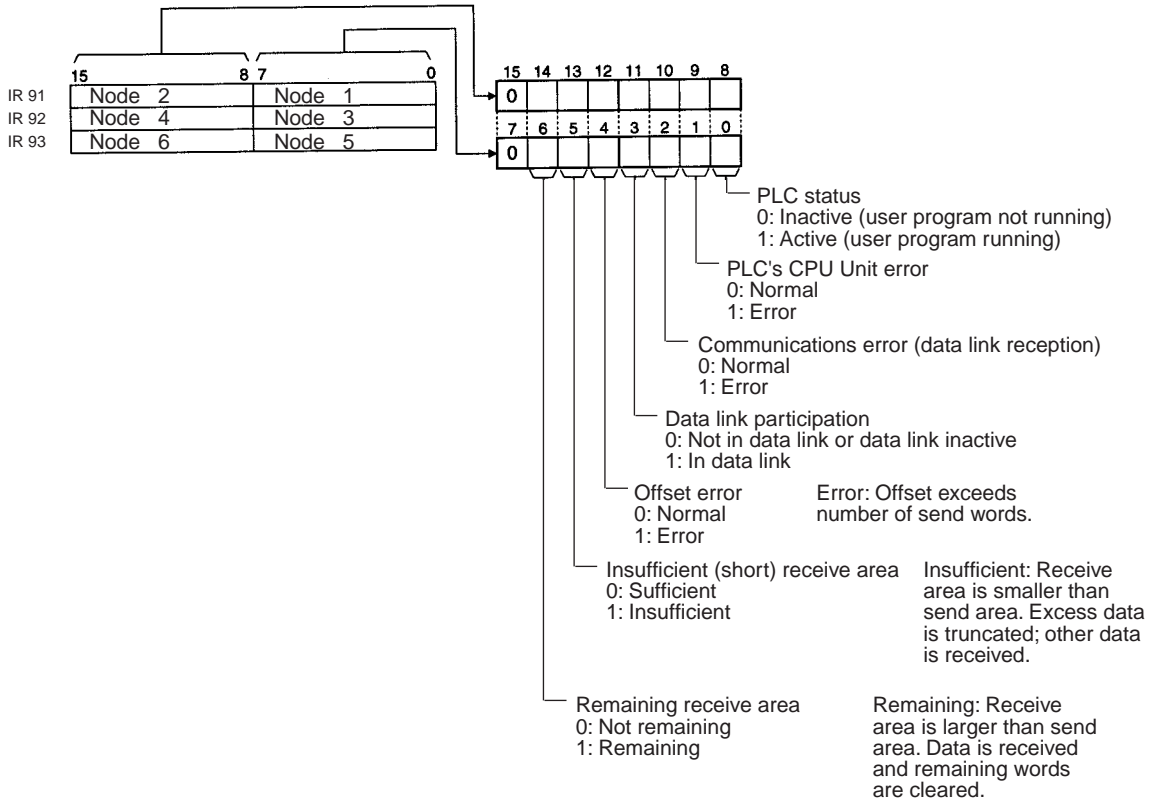 15 8 7 0
IR 91 Node 2 Node 1
IR 92 Node 4 Node 3
IR 93 Node 6 Node 5
15 14 13 12 11 10 9 8
0
7 6 5 4 3 2 1 0
0
PLC status
0: Inactive (user program not running)
1: Active (user program running)
PLC's CPU Unit error
0: Normal
1: Error
Communications error (data link reception)
0: Normal
1: Error
Data link participation
0: Not in data link or data link inactive
1: In data link
Offset error
0: Normal
1: Error
Error: Offset exceeds
number of send words.
Insufficient (short) receive area
0: Sufficient
1: Insufficient
Insufficient: Receive
area is smaller than
send area. Excess data
is truncated; other data
is received.
Remaining receive area
0: Not remaining
1: Remaining
Remaining: Receive
area is larger than send
area. Data is received
and remaining words
are cleared.